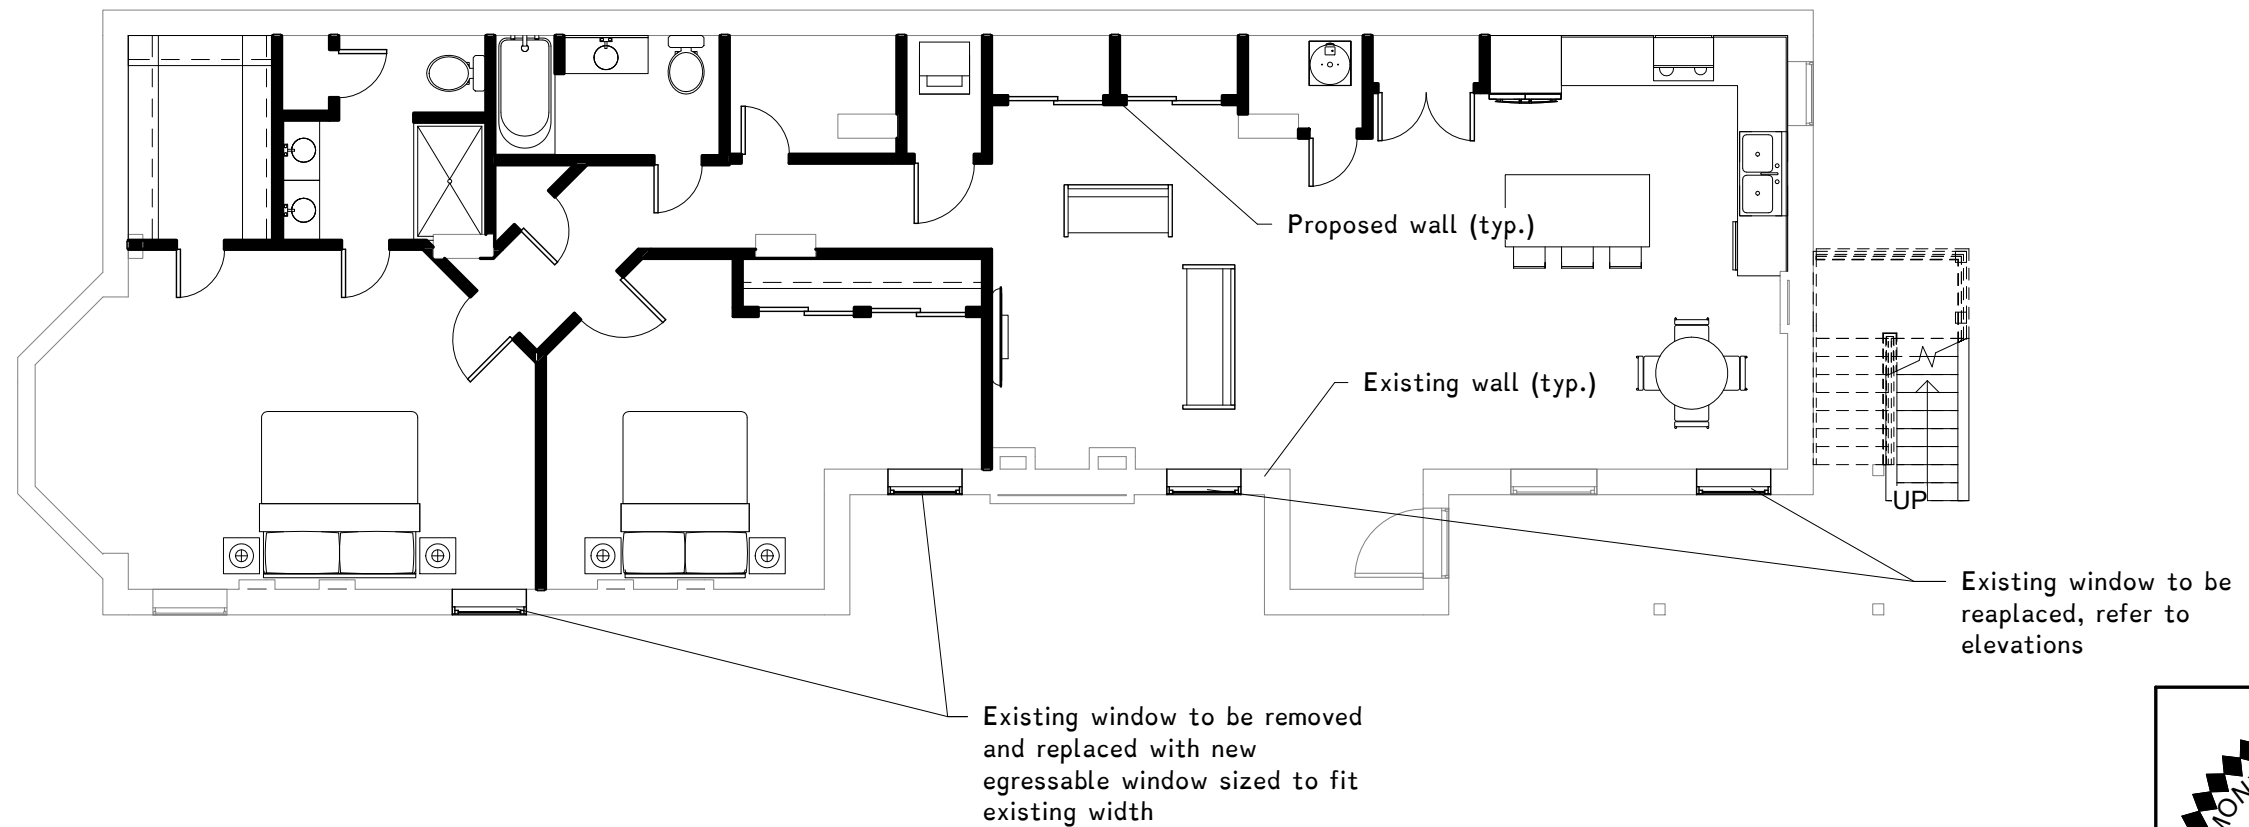 Proposed wall (typ.)
Existing wall (typ.)
UP
Existing window to be
reaplaced, refer to
elevations
Existing window to be removed
and replaced with new
egressable window sized to fit
existing width